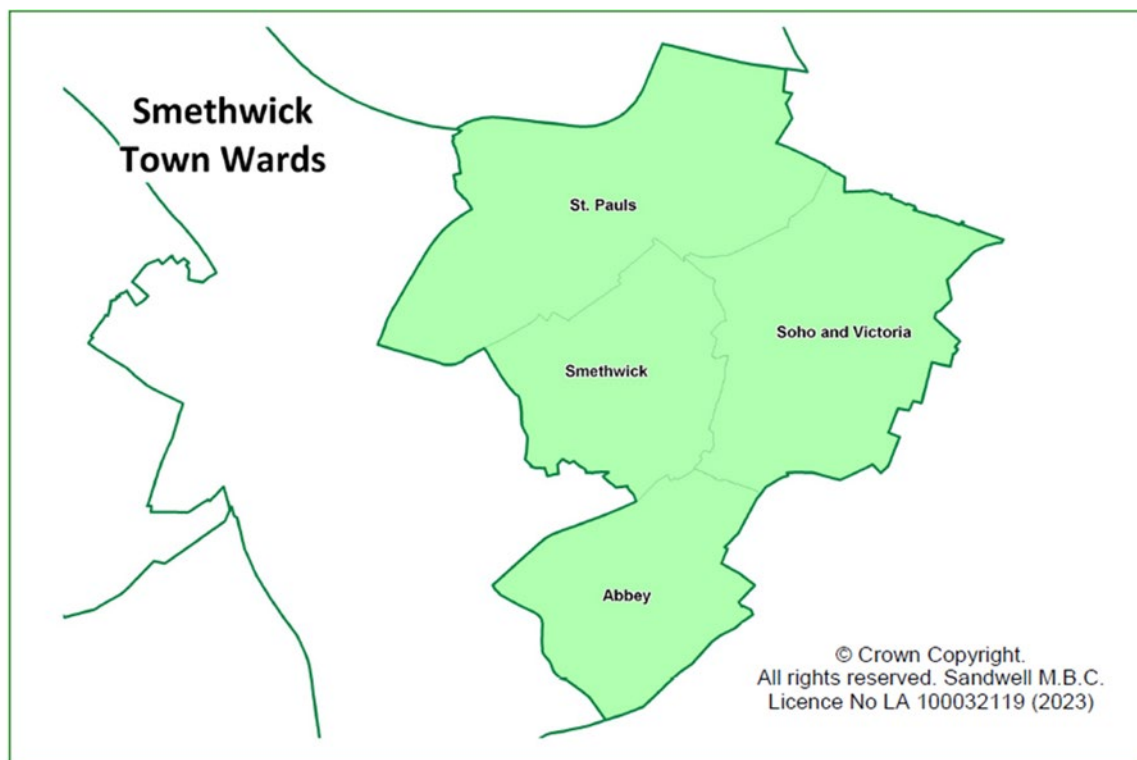 Smethwick
Town Wards
St. Pauls
Soho and Victoria
Smethwick
Abbey
© Crown Copyright.
All rights reserved. Sandwell M.B.C.
Licence No LA 100032119 (2023)